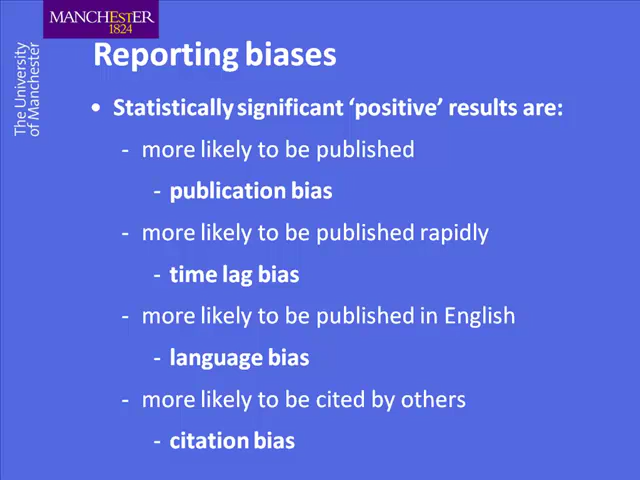 MANCHESTER
1824
The University
of Manchester
Reporting biases
• Statistically significant ‘positive’ results are:
- more likely to be published
- publication bias
- more likely to be published rapidly
- time lag bias
- more likely to be published in English
- language bias
- more likely to be cited by others
- citation bias